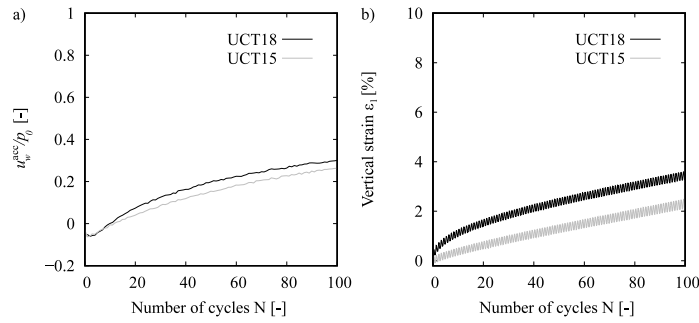 a)
1
0.8
0.6
0.4
0.2
0
−0.2
u_w^acc/p_0 [-]
0 20 40 60 80 100
Number of cycles N [-]
UCT18
UCT15
b)
10
8
6
4
2
0
Vertical strain ε₁ [%]
0 20 40 60 80 100
Number of cycles N [-]
UCT18
UCT15